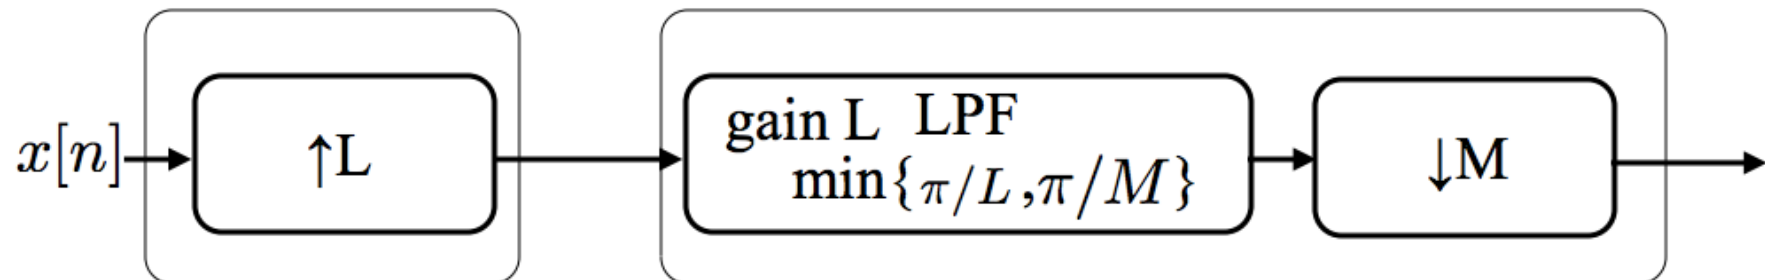 x[n]
↑L
gain L LPF
min{π/L,π/M}
↓M